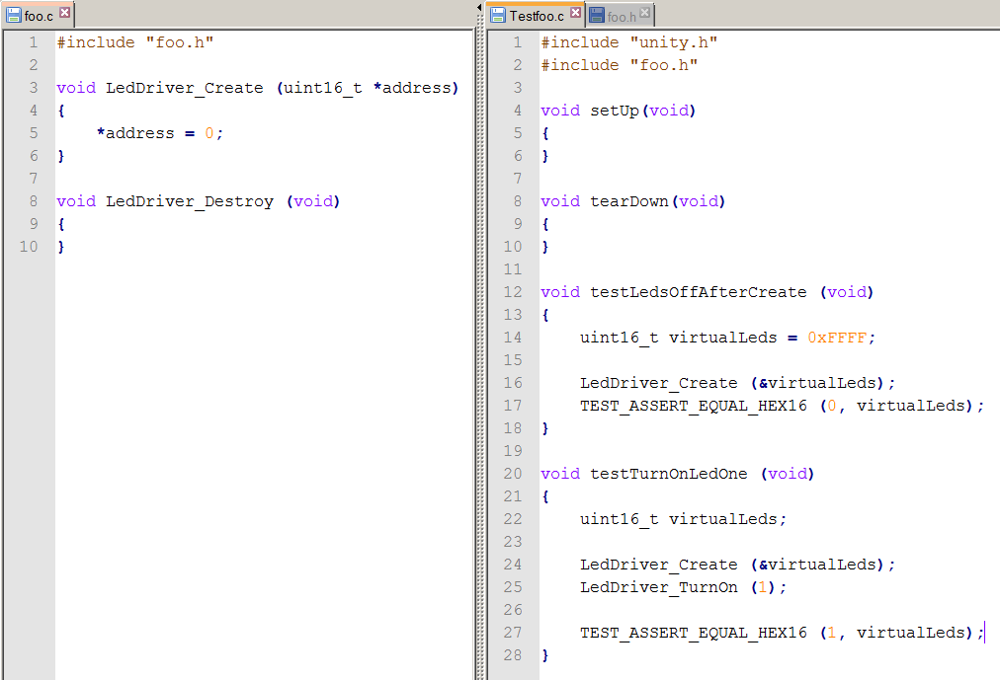 foo.c
1 #include "foo.h"
2
3 void LedDriver_Create (uint16_t *address)
4 {
5     *address = 0;
6 }
7
8 void LedDriver_Destroy (void)
9 {
10 }
Testfoo.c foo.h
1 #include "unity.h"
2 #include "foo.h"
3
4 void setUp(void)
5 {
6 }
7
8 void tearDown(void)
9 {
10 }
11
12 void testLedsOffAfterCreate (void)
13 {
14     uint16_t virtualLeds = 0xFFFF;
15
16     LedDriver_Create (&virtualLeds);
17     TEST_ASSERT_EQUAL_HEX16 (0, virtualLeds);
18 }
19
20 void testTurnOnLedOne (void)
21 {
22     uint16_t virtualLeds;
23
24     LedDriver_Create (&virtualLeds);
25     LedDriver_TurnOn (1);
26
27     TEST_ASSERT_EQUAL_HEX16 (1, virtualLeds);
28 }